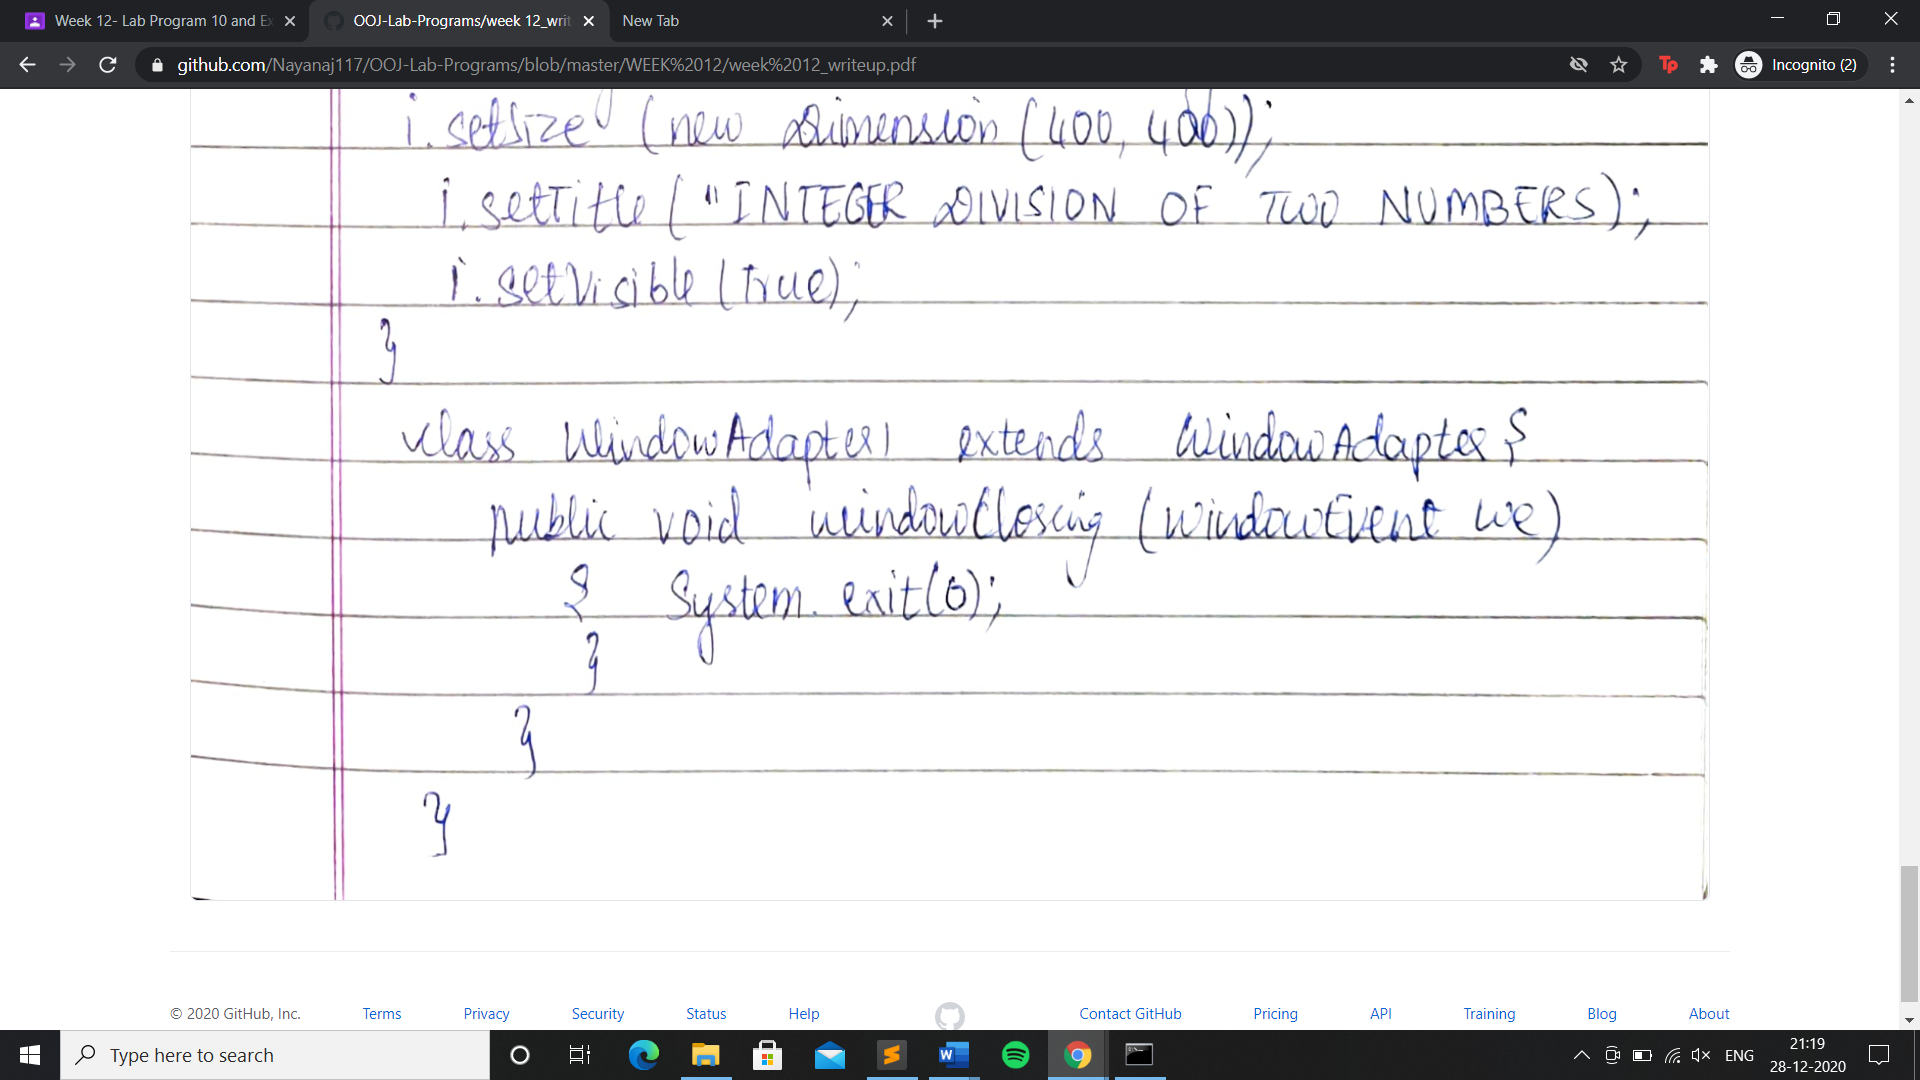 Week 12- Lab Program 10 and Ex
OOJ-Lab-Programs/week 12_writ
New Tab
github.com/Nayanaj117/OOJ-Lab-Programs/blob/master/WEEK%2012/week%2012_writeup.pdf
Tp
Incognito (2)
i.setSize (new Dimension (400, 400));
i.setTitle ("INTEGER DIVISION OF TWO NUMBERS);
i.setVisible (true);
}
class WindowAdapter1 extends WindowAdapter {
public void windowClosing (WindowEvent we)
{ System.exit(0);
}
}
}
© 2020 GitHub, Inc. Terms Privacy Security Status Help Contact GitHub Pricing API Training Blog About
Type here to search
ENG
21:19
28-12-2020